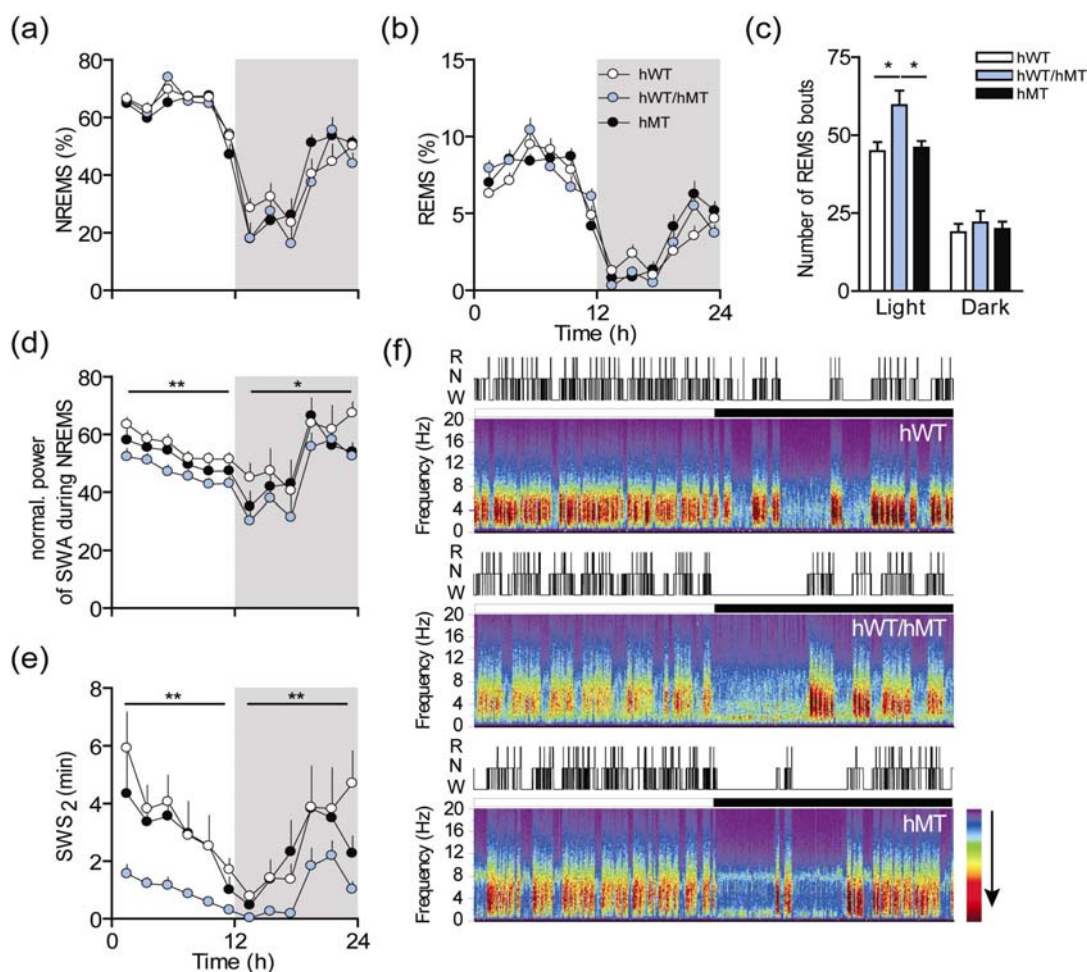 (a)
80
60
40
20
0
NREMS (%)
0
12
24
(b)
15
10
5
0
REMS (%)
hWT
hWT/hMT
hMT
0
12
24
Time (h)
(c)
75
50
25
0
Number of REMS bouts
* *
hWT
hWT/hMT
hMT
Light Dark
(d)
80
60
40
20
0
normal. power
of SWA during NREMS
** *
(e)
8
6
4
2
0
SWS2 (min)
** **
0 12 24
Time (h)
(f)
R
N
W
20
16
12
8
4
0
Frequency (Hz)
hWT
R
N
W
20
16
12
8
4
0
Frequency (Hz)
hWT/hMT
R
N
W
20
16
12
8
4
0
Frequency (Hz)
hMT